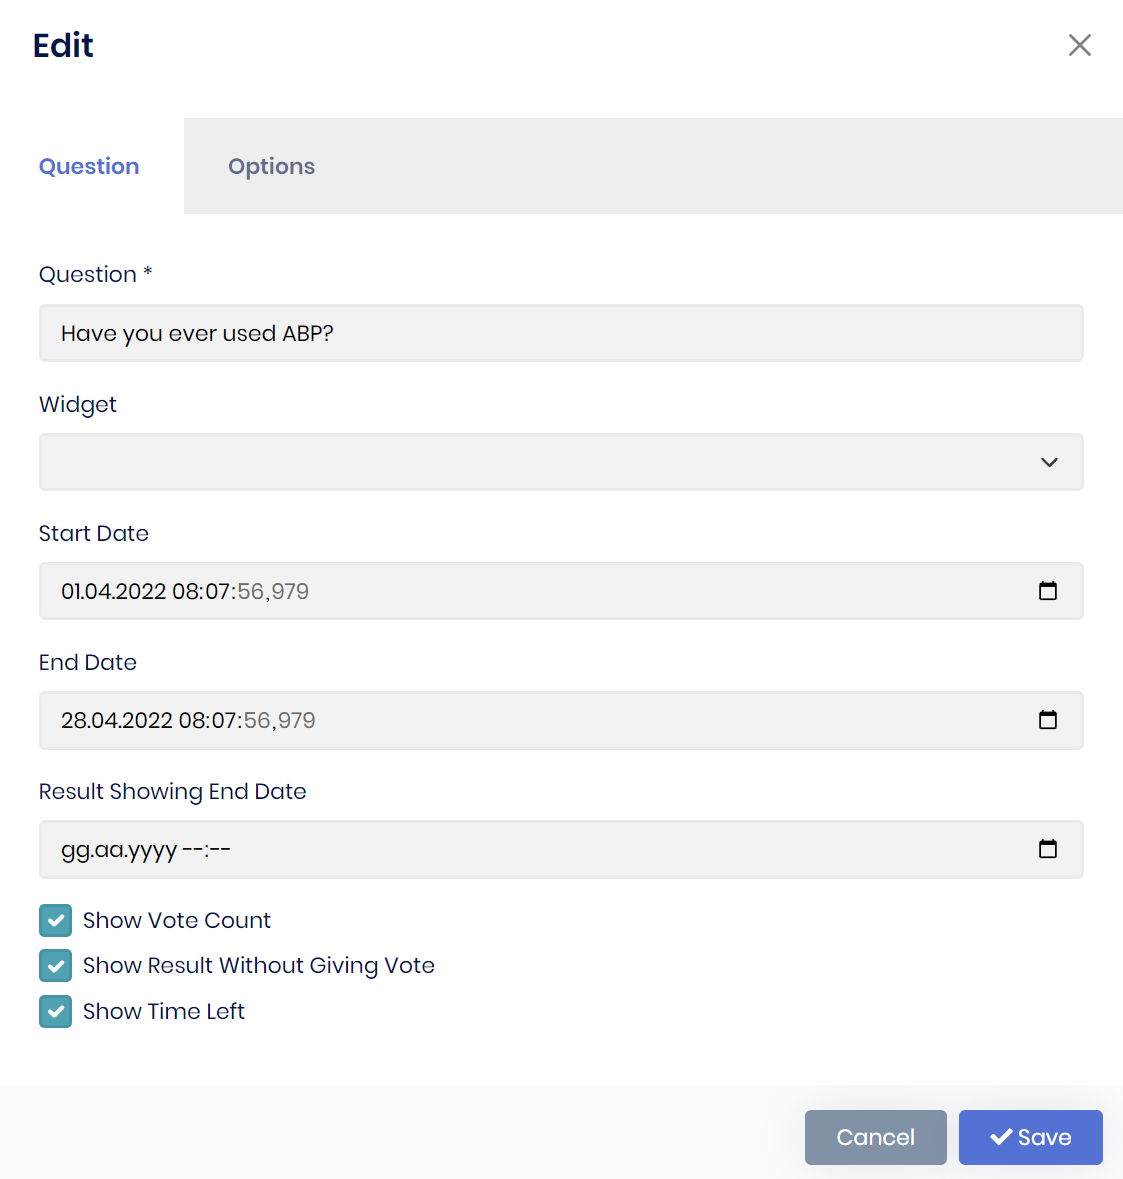 Edit
Question
Options
Question *
Have you ever used ABP?
Widget
Start Date
01.04.2022 08:07:56,979
End Date
28.04.2022 08:07:56,979
Result Showing End Date
gg.aa.yyyy --:--
Show Vote Count
Show Result Without Giving Vote
Show Time Left
Cancel
Save